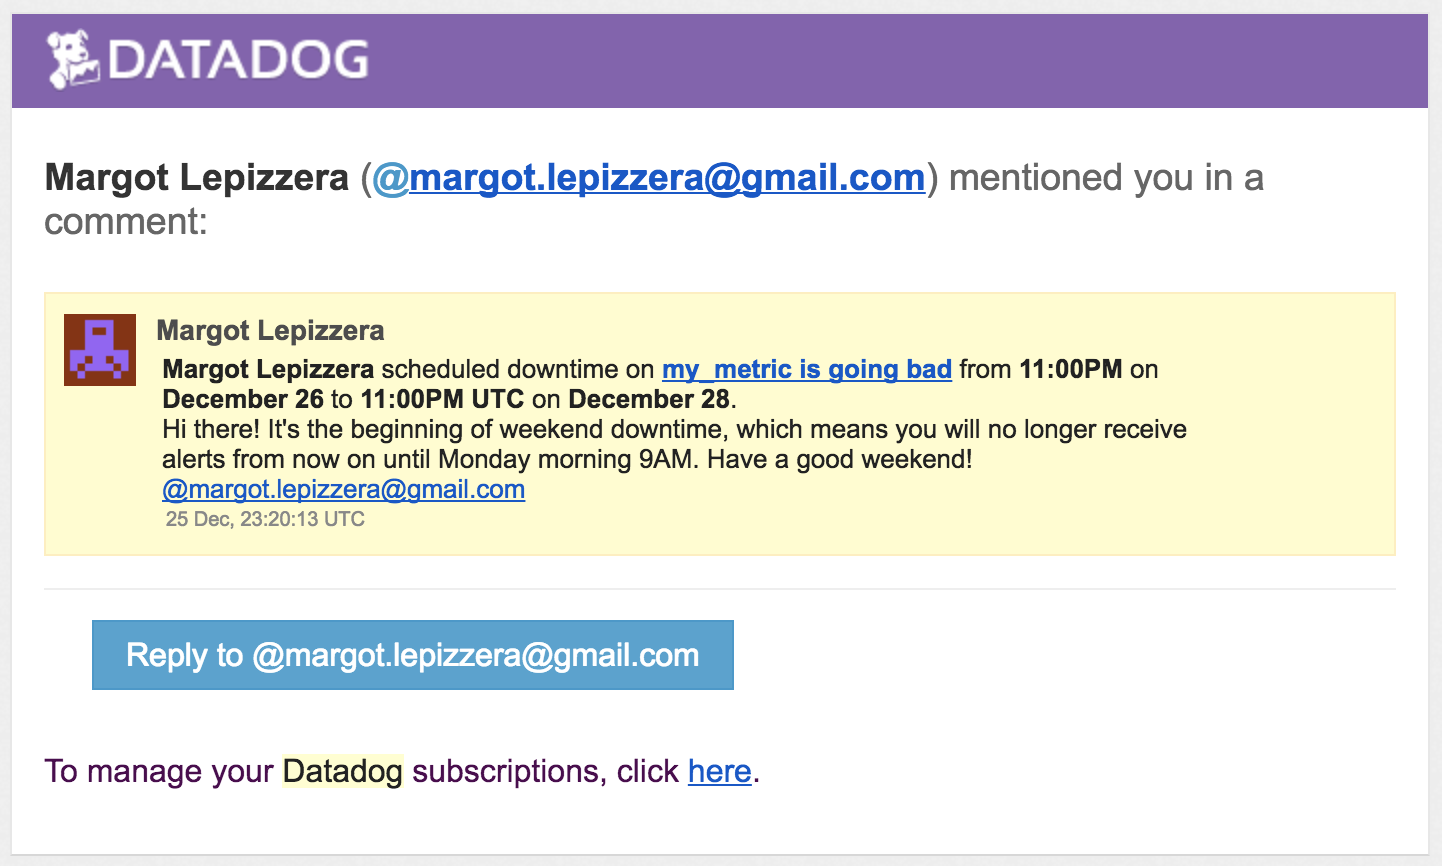 DATADOG
Margot Lepizzera (@margot.lepizzera@gmail.com) mentioned you in a
comment:
Margot Lepizzera
Margot Lepizzera scheduled downtime on my_metric is going bad from 11:00PM on
December 26 to 11:00PM UTC on December 28.
Hi there! It's the beginning of weekend downtime, which means you will no longer receive
alerts from now on until Monday morning 9AM. Have a good weekend!
@margot.lepizzera@gmail.com
25 Dec, 23:20:13 UTC
Reply to @margot.lepizzera@gmail.com
To manage your Datadog subscriptions, click here.